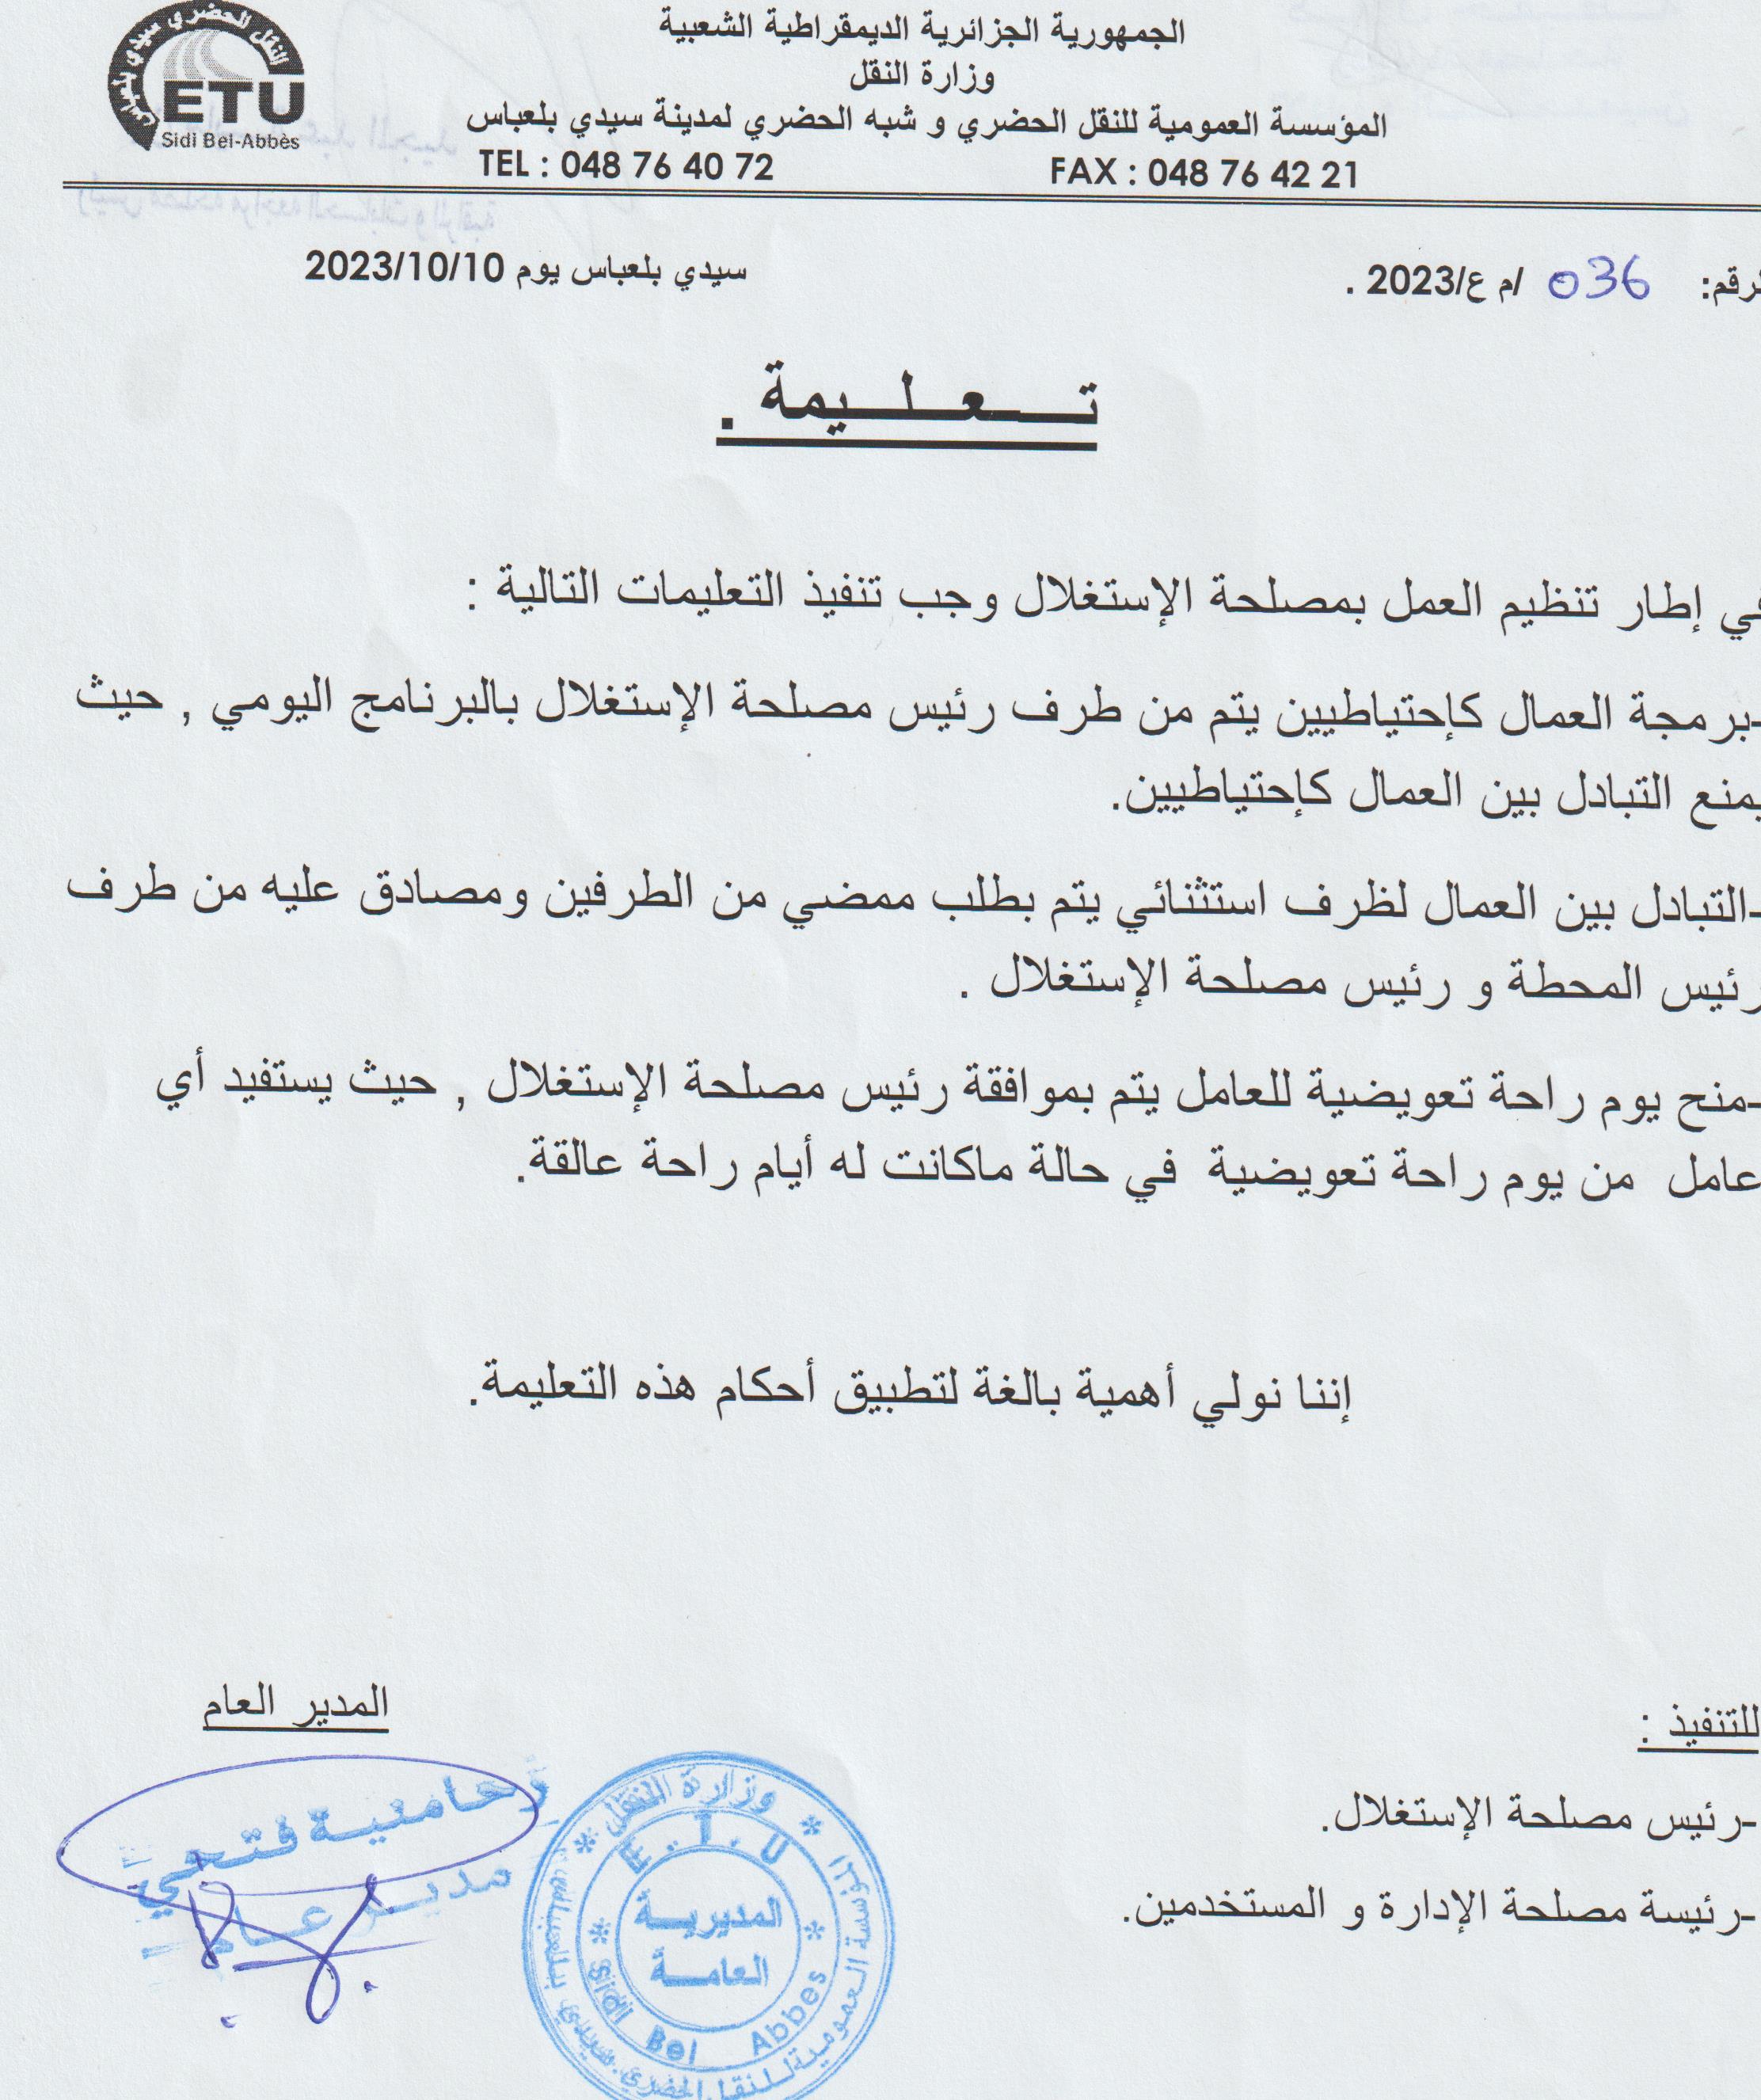 الجمهورية الجزائرية الديمقراطية الشعبية
وزارة النقل
المؤسسة العمومية للنقل الحضري و شبه الحضري لمدينة سيدي بلعباس
TEL : 048 76 40 72 FAX : 048 76 42 21
النقل الحضري سيدي بلعباس
ETU
Sidi Bel-Abbès
لرقم: 036 /م ع/2023 .
سيدي بلعباس يوم 2023/10/10
تـــعـلـيمة .
في إطار تنظيم العمل بمصلحة الإستغلال وجب تنفيذ التعليمات التالية :
-برمجة العمال كإحتياطيين يتم من طرف رئيس مصلحة الإستغلال بالبرنامج اليومي , حيث
يمنع التبادل بين العمال كإحتياطيين.
-التبادل بين العمال لظرف استثنائي يتم بطلب ممضي من الطرفين ومصادق عليه من طرف
رئيس المحطة و رئيس مصلحة الإستغلال .
-منح يوم راحة تعويضية للعامل يتم بموافقة رئيس مصلحة الإستغلال , حيث يستفيد أي
عامل من يوم راحة تعويضية في حالة ماكانت له أيام راحة عالقة.
إننا نولي أهمية بالغة لتطبيق أحكام هذه التعليمة.
للتنفيذ :
-رئيس مصلحة الإستغلال.
-رئيسة مصلحة الإدارة و المستخدمين.
المدير العام
رحامنية فتحي
مديـر عـام
وزارة النقل
المؤسسة العمومية للنقل الحضري سيدي بلعباس
E.T.U
المديريـة
العامـة
Sidi Bel Abbes